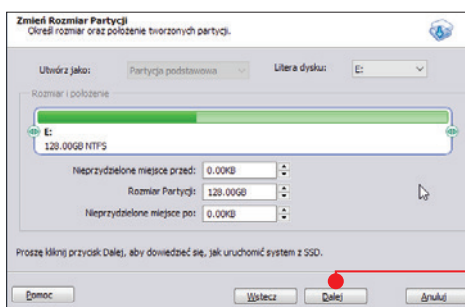 Zmień Rozmiar Partycji
Określ rozmiar oraz położenie tworzonych partycji.
Utwórz jako: Partycja podstawowa Litera dysku: E:
Rozmiar i położenie
E:
128.00GB NTFS
Nieprzydzielone miejsce przed: 0.00KB
Rozmiar Partycji: 128.00GB
Nieprzydzielone miejsce po: 0.00KB
Proszę kliknij przycisk Dalej, aby dowiedzieć się, jak uruchomić system z SSD.
Pomoc Wstecz Dalej Anuluj